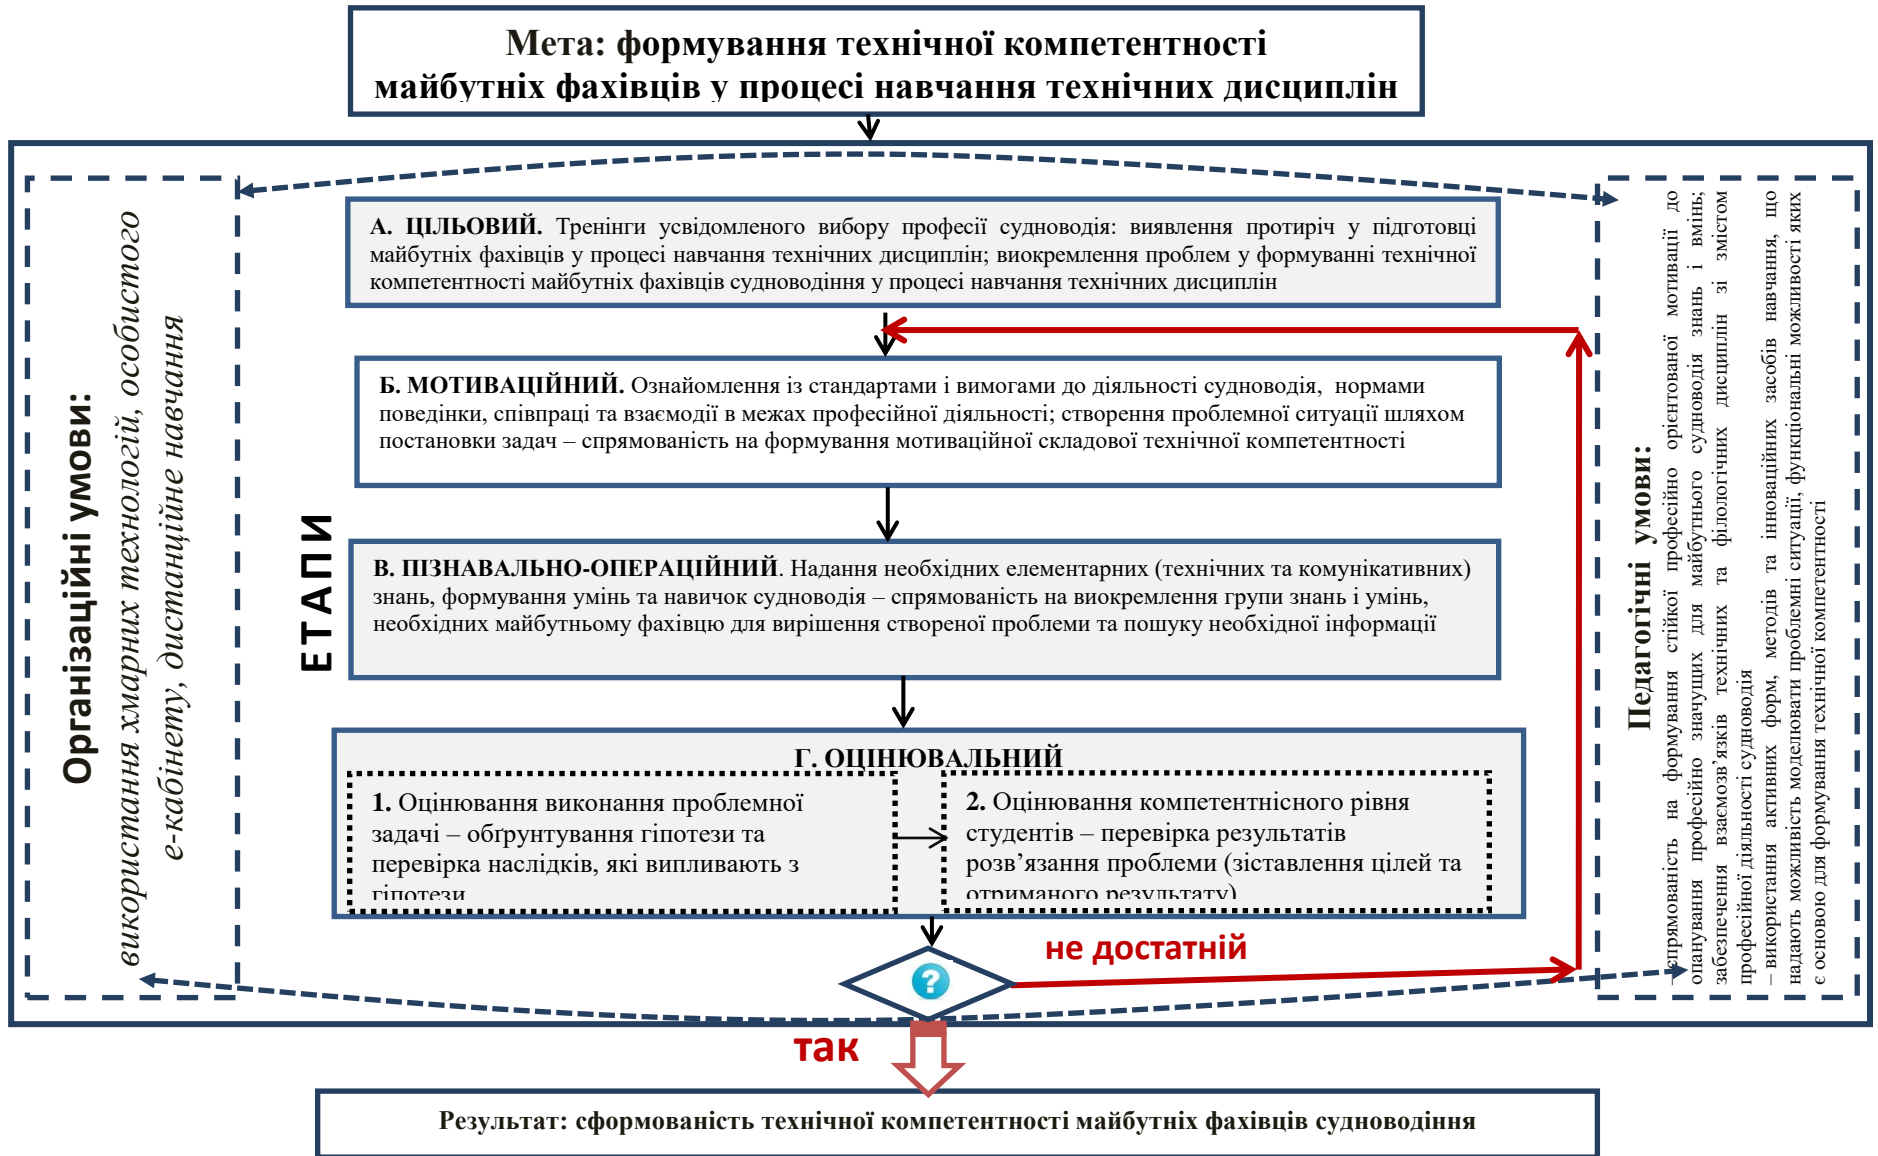 Мета: формування технічної компетентності
майбутніх фахівців у процесі навчання технічних дисциплін
Організаційні умови:
використання хмарних технологій, особистого
е-кабінету, дистанційне навчання
ЕТАПИ
А. ЦІЛЬОВИЙ. Тренінги усвідомленого вибору професії судноводія: виявлення протиріч у підготовці
майбутніх фахівців у процесі навчання технічних дисциплін; виокремлення проблем у формуванні технічної
компетентності майбутніх фахівців судноводіння у процесі навчання технічних дисциплін
Б. МОТИВАЦІЙНИЙ. Ознайомлення із стандартами і вимогами до діяльності судноводія, нормами
поведінки, співпраці та взаємодії в межах професійної діяльності; створення проблемної ситуації шляхом
постановки задач – спрямованість на формування мотиваційної складової технічної компетентності
В. ПІЗНАВАЛЬНО-ОПЕРАЦІЙНИЙ. Надання необхідних елементарних (технічних та комунікативних)
знань, формування умінь та навичок судноводія – спрямованість на виокремлення групи знань і умінь,
необхідних майбутньому фахівцю для вирішення створеної проблеми та пошуку необхідної інформації
Г. ОЦІНЮВАЛЬНИЙ
1. Оцінювання виконання проблемної
задачі – обґрунтування гіпотези та
перевірка наслідків, які випливають з
гіпотези
2. Оцінювання компетентнісного рівня
студентів – перевірка результатів
розв’язання проблеми (зіставлення цілей та
отриманого результату)
?
не достатній
так
Педагогічні умови:
–спрямованість на формування стійкої професійно орієнтованої мотивації до
опанування професійно значущих для майбутнього судноводія знань і вмінь;
забезпечення взаємозв’язків технічних та філологічних дисциплін зі змістом
професійної діяльності судноводія
– використання активних форм, методів та інноваційних засобів навчання, що
надають можливість моделювати проблемні ситуації, функціональні можливості яких
є основою для формування технічної компетентності
Результат: сформованість технічної компетентності майбутніх фахівців судноводіння